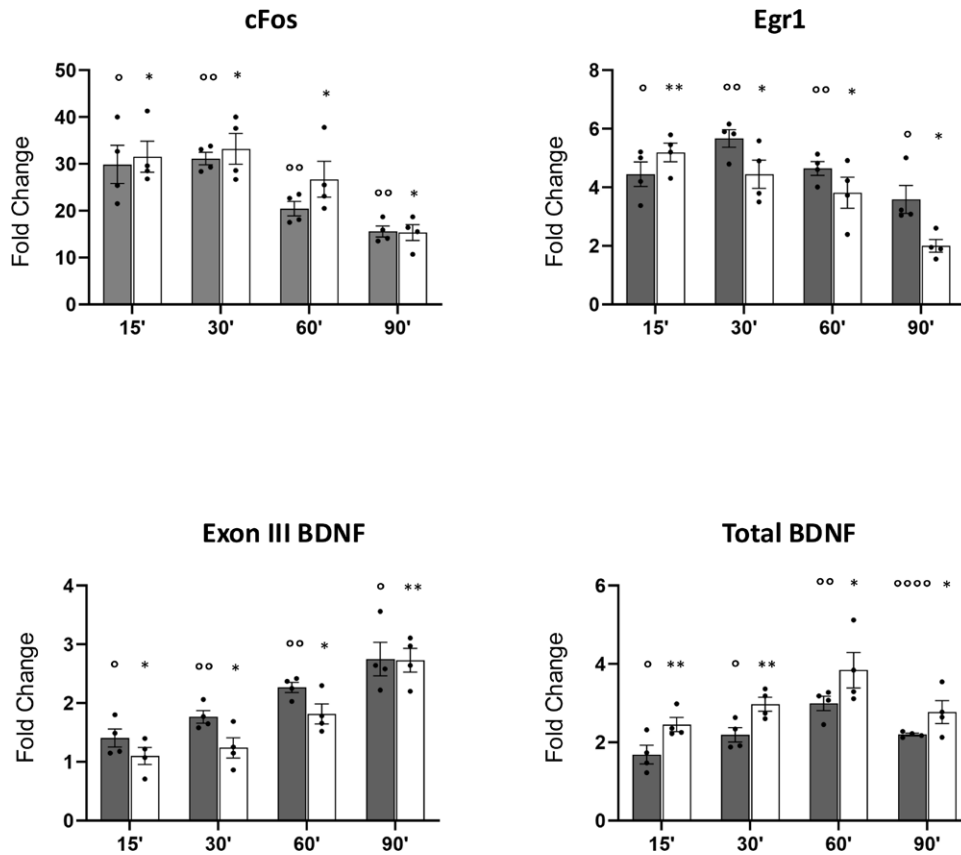 cFos
Fold Change
50
40
30
20
10
0
° * °° * °° * °° *
15' 30' 60' 90'
Egr1
Fold Change
8
6
4
2
0
° ** °° * °° * ° *
15' 30' 60' 90'
Exon III BDNF
Fold Change
4
3
2
1
0
° * °° * °° * ° **
15' 30' 60' 90'
Total BDNF
Fold Change
6
4
2
0
° ** ° ** °° * °°°° *
15' 30' 60' 90'